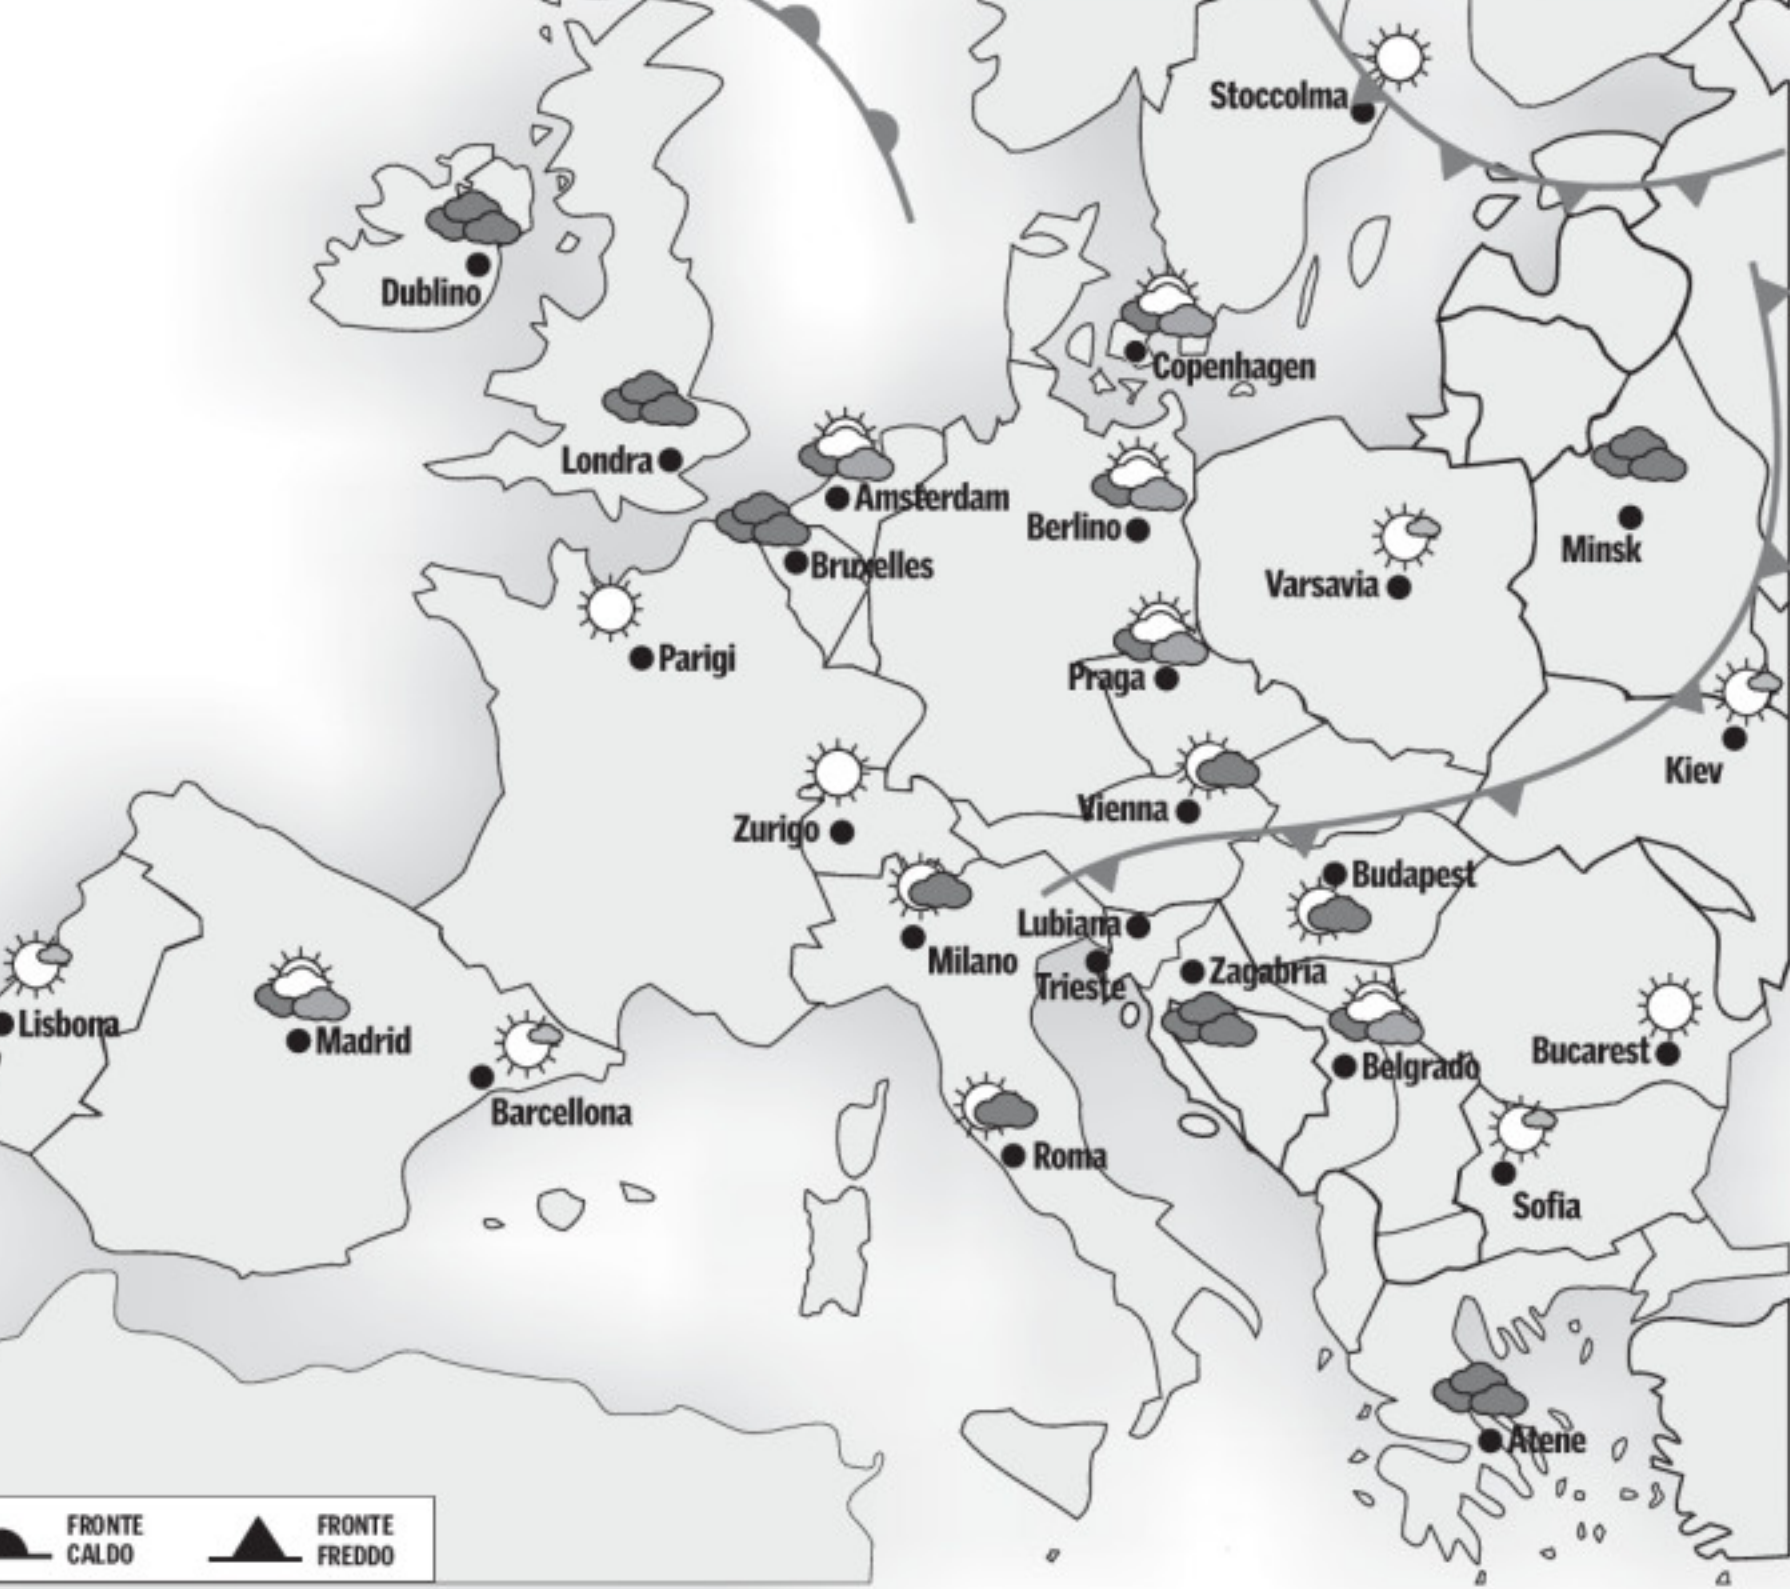 Stoccolma
Dublino
Copenhagen
Londra
Amsterdam
Berlino
Minsk
Bruxelles
Varsavia
Parigi
Praga
Kiev
Vienna
Zurigo
Budapest
Lubiana
Milano
Zagabria
Trieste
Lisbona
Madrid
Bucarest
Belgrado
Barcellona
Roma
Sofia
Atene
FRONTE
CALDO
FRONTE
FREDDO